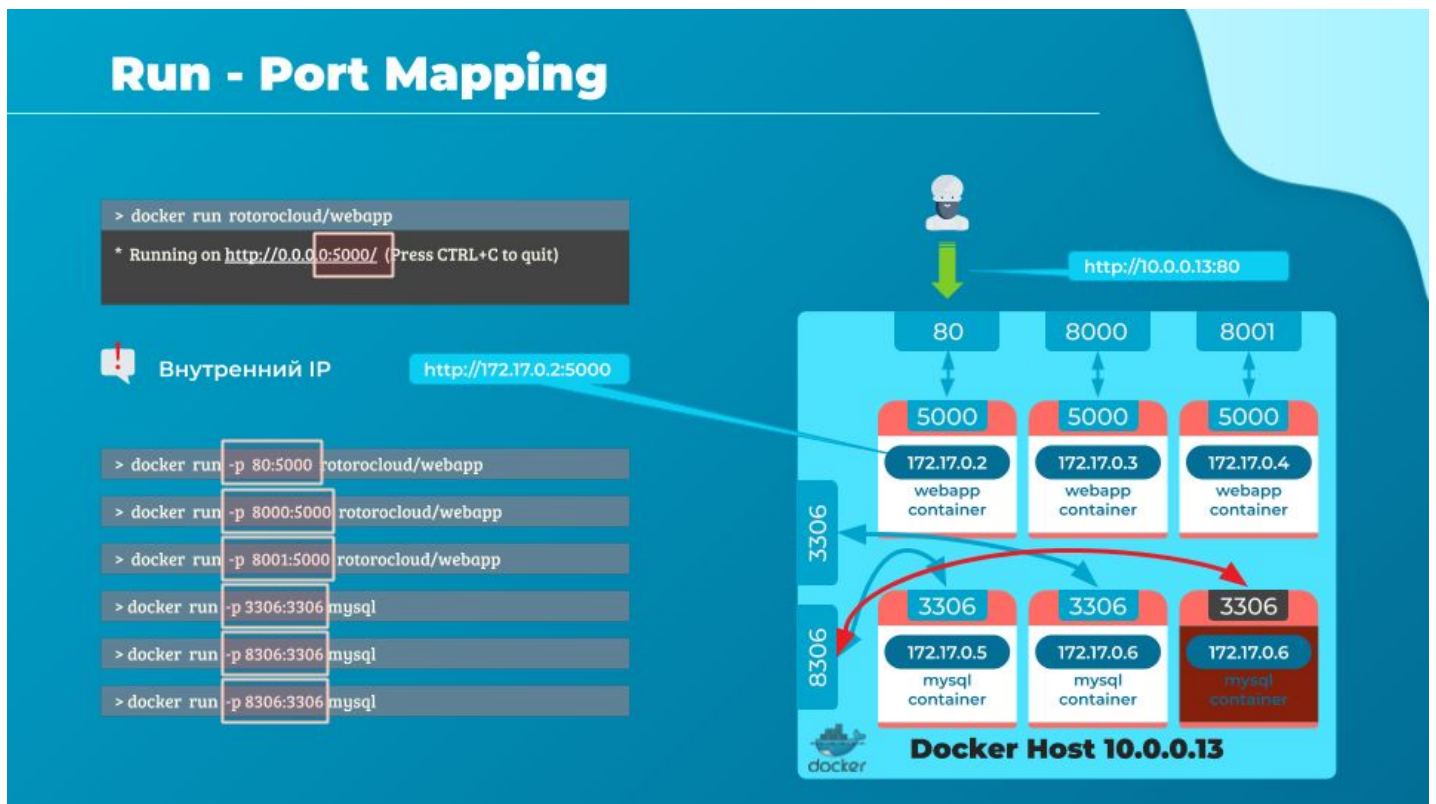 Run - Port Mapping
> docker run rotorocloud/webapp
* Running on http://0.0.0.0:5000/ (Press CTRL+C to quit)
Внутренний IP
http://172.17.0.2:5000
> docker run -p 80:5000 rotorocloud/webapp
> docker run -p 8000:5000 rotorocloud/webapp
> docker run -p 8001:5000 rotorocloud/webapp
> docker run -p 3306:3306 mysql
> docker run -p 8306:3306 mysql
> docker run -p 8306:3306 mysql
http://10.0.0.13:80
80 8000 8001
5000 5000 5000
172.17.0.2 172.17.0.3 172.17.0.4
webapp webapp webapp
container container container
3306
8306
3306 3306 3306
172.17.0.5 172.17.0.6 172.17.0.6
mysql mysql mysql
container container container
docker
Docker Host 10.0.0.13